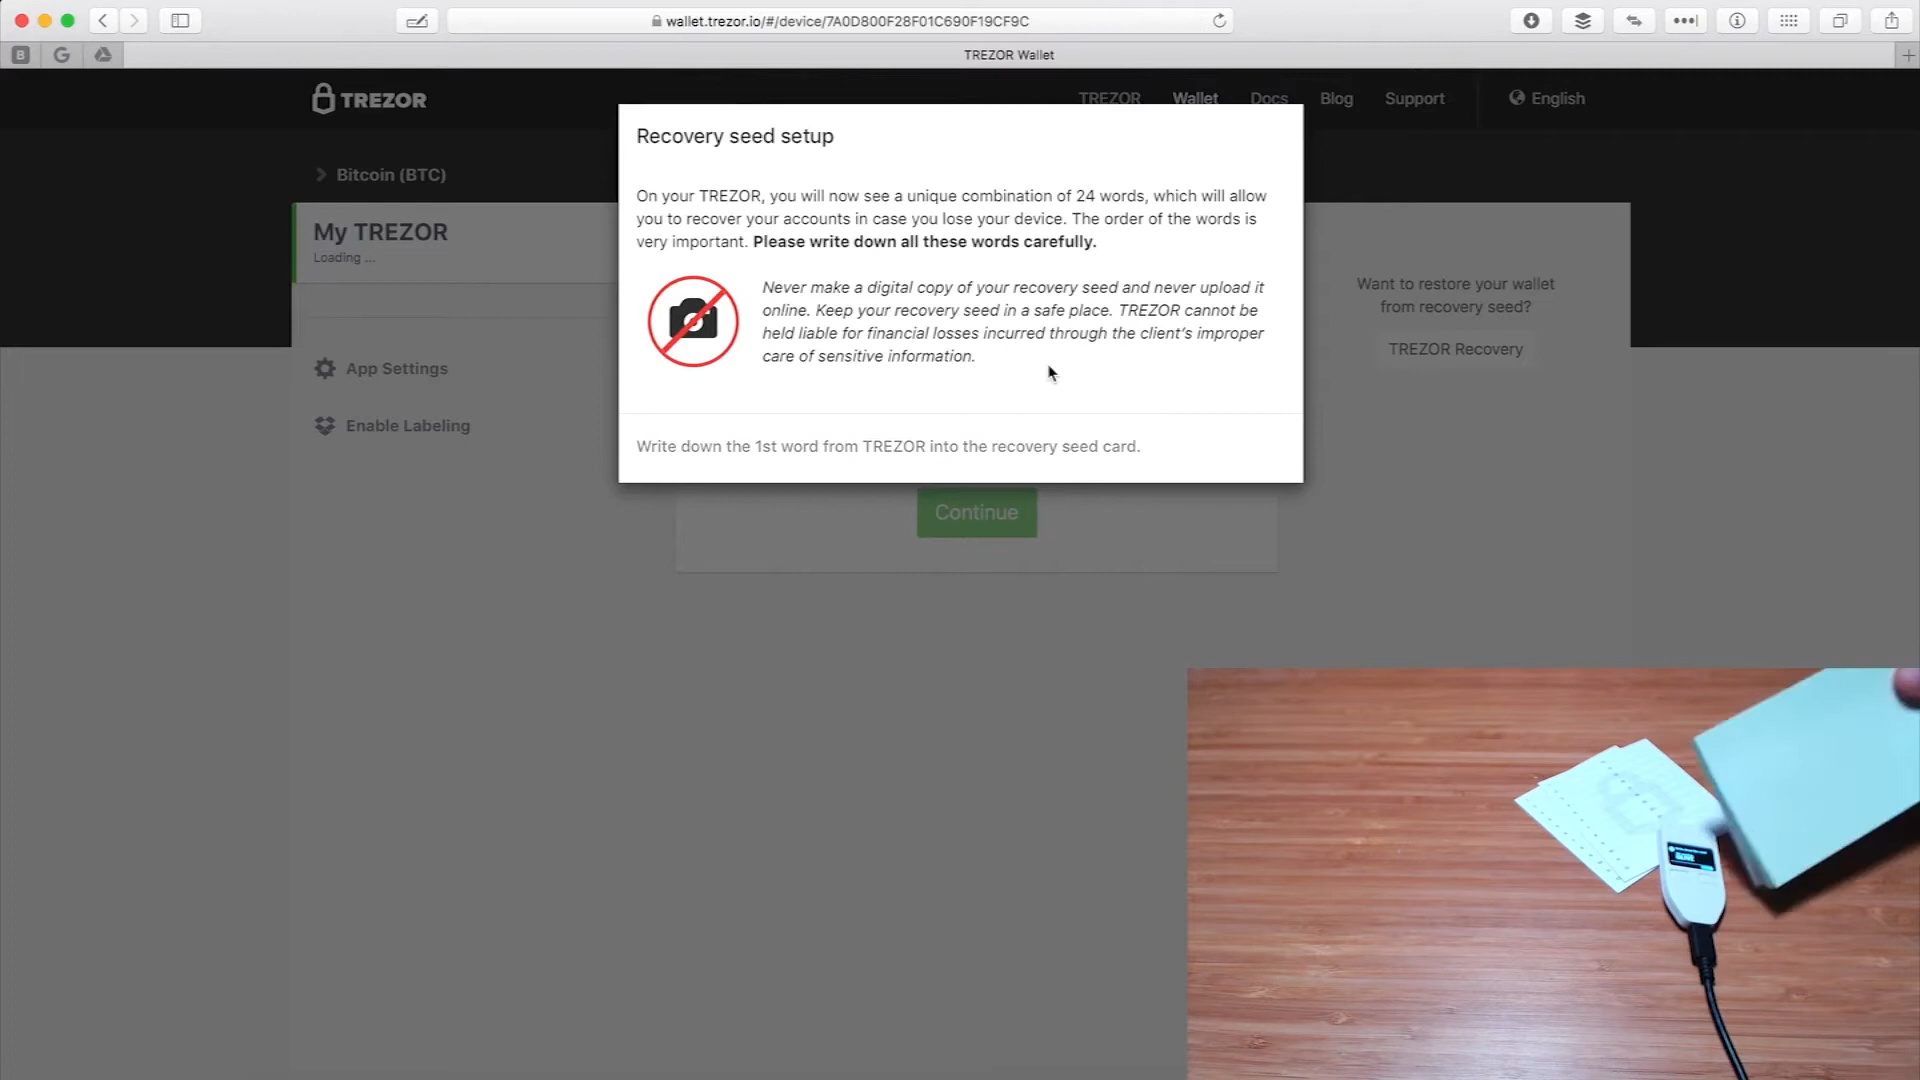 wallet.trezor.io/#/device/7A0D800F28F01C690F19CF9C
TREZOR Wallet
TREZOR
TREZOR Wallet Docs Blog Support English
Bitcoin (BTC)
My TREZOR
Loading ...
App Settings
Enable Labeling
Recovery seed setup
On your TREZOR, you will now see a unique combination of 24 words, which will allow
you to recover your accounts in case you lose your device. The order of the words is
very important. Please write down all these words carefully.
Never make a digital copy of your recovery seed and never upload it
online. Keep your recovery seed in a safe place. TREZOR cannot be
held liable for financial losses incurred through the client's improper
care of sensitive information.
Write down the 1st word from TREZOR into the recovery seed card.
Continue
Want to restore your wallet
from recovery seed?
TREZOR Recovery